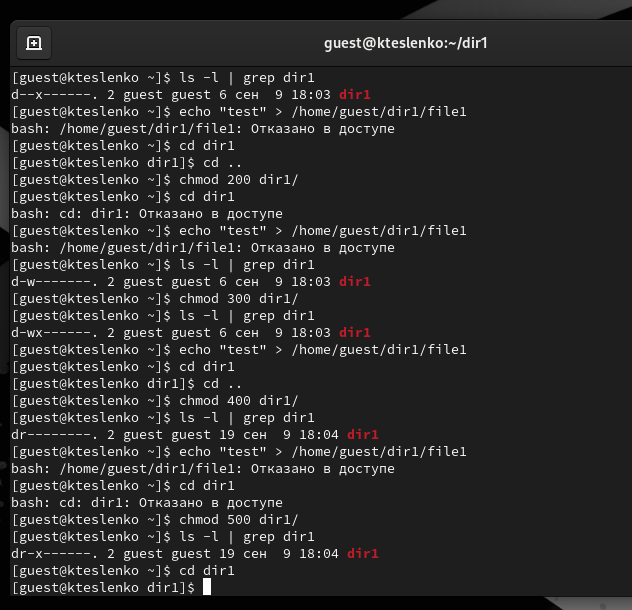 guest@kteslenko:~/dir1
[guest@kteslenko ~]$ ls -l | grep dir1
d--x------. 2 guest guest 6 сен  9 18:03 dir1
[guest@kteslenko ~]$ echo "test" > /home/guest/dir1/file1
bash: /home/guest/dir1/file1: Отказано в доступе
[guest@kteslenko ~]$ cd dir1
[guest@kteslenko dir1]$ cd ..
[guest@kteslenko ~]$ chmod 200 dir1/
[guest@kteslenko ~]$ cd dir1
bash: cd: dir1: Отказано в доступе
[guest@kteslenko ~]$ echo "test" > /home/guest/dir1/file1
bash: /home/guest/dir1/file1: Отказано в доступе
[guest@kteslenko ~]$ ls -l | grep dir1
d-w-------. 2 guest guest 6 сен  9 18:03 dir1
[guest@kteslenko ~]$ chmod 300 dir1/
[guest@kteslenko ~]$ ls -l | grep dir1
d-wx------. 2 guest guest 6 сен  9 18:03 dir1
[guest@kteslenko ~]$ echo "test" > /home/guest/dir1/file1
[guest@kteslenko ~]$ cd dir1
[guest@kteslenko dir1]$ cd ..
[guest@kteslenko ~]$ chmod 400 dir1/
[guest@kteslenko ~]$ ls -l | grep dir1
dr--------. 2 guest guest 19 сен  9 18:04 dir1
[guest@kteslenko ~]$ echo "test" > /home/guest/dir1/file1
bash: /home/guest/dir1/file1: Отказано в доступе
[guest@kteslenko ~]$ cd dir1
bash: cd: dir1: Отказано в доступе
[guest@kteslenko ~]$ chmod 500 dir1/
[guest@kteslenko ~]$ ls -l | grep dir1
dr-x------. 2 guest guest 19 сен  9 18:04 dir1
[guest@kteslenko ~]$ cd dir1
[guest@kteslenko dir1]$